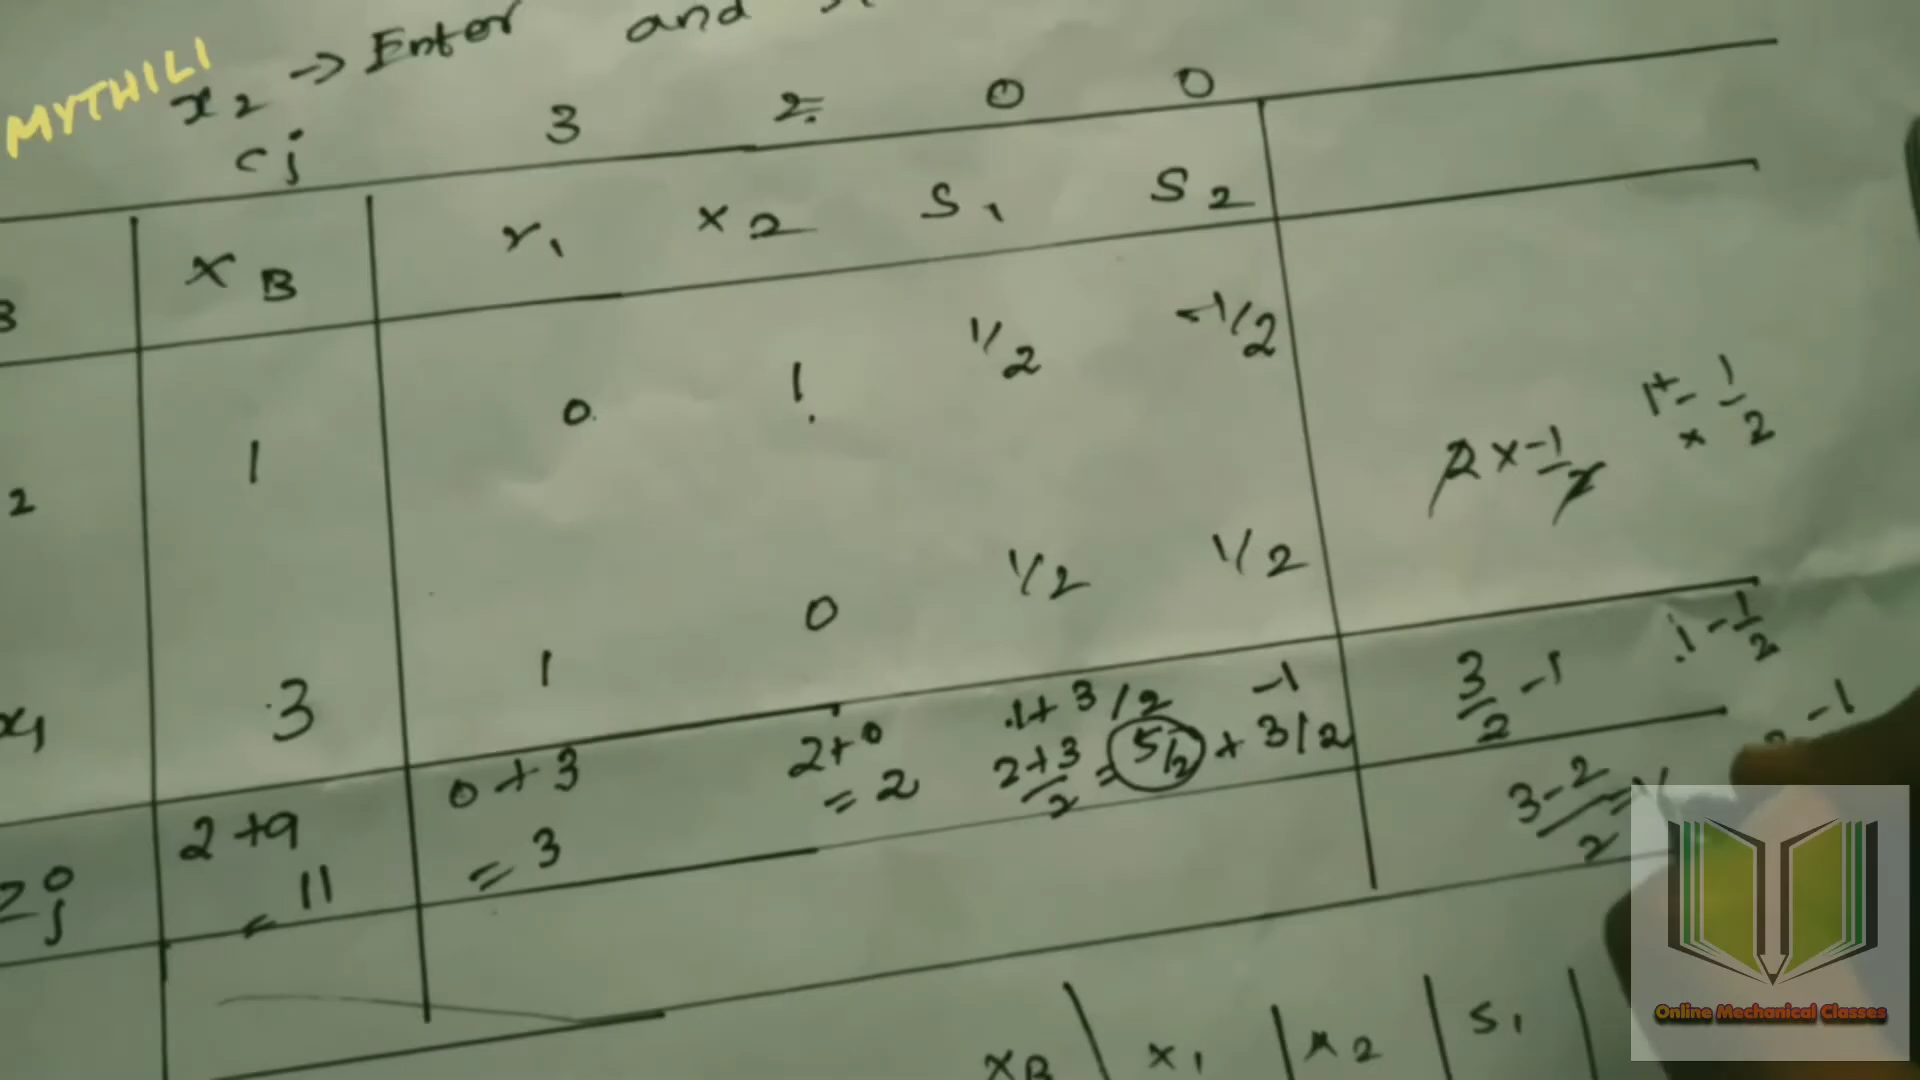 MYTHILI
x2 → Enter and
cj 3 2 0 0
B XB x1 x2 S1 S2
2 1 0 1 1/2 -1/2
2 x -1/2 1 + - 1/2
x1 3 1 0 1/2 1/2
zj 2+9 = 11 0+3 = 3 2+0 = 2 1+3/2 2+3/2 = 5/2 -1 + 3/2
3/2 - 1 1 - 1/2
3-2/2
XB x1 x2 S1
Online Mechanical Classes